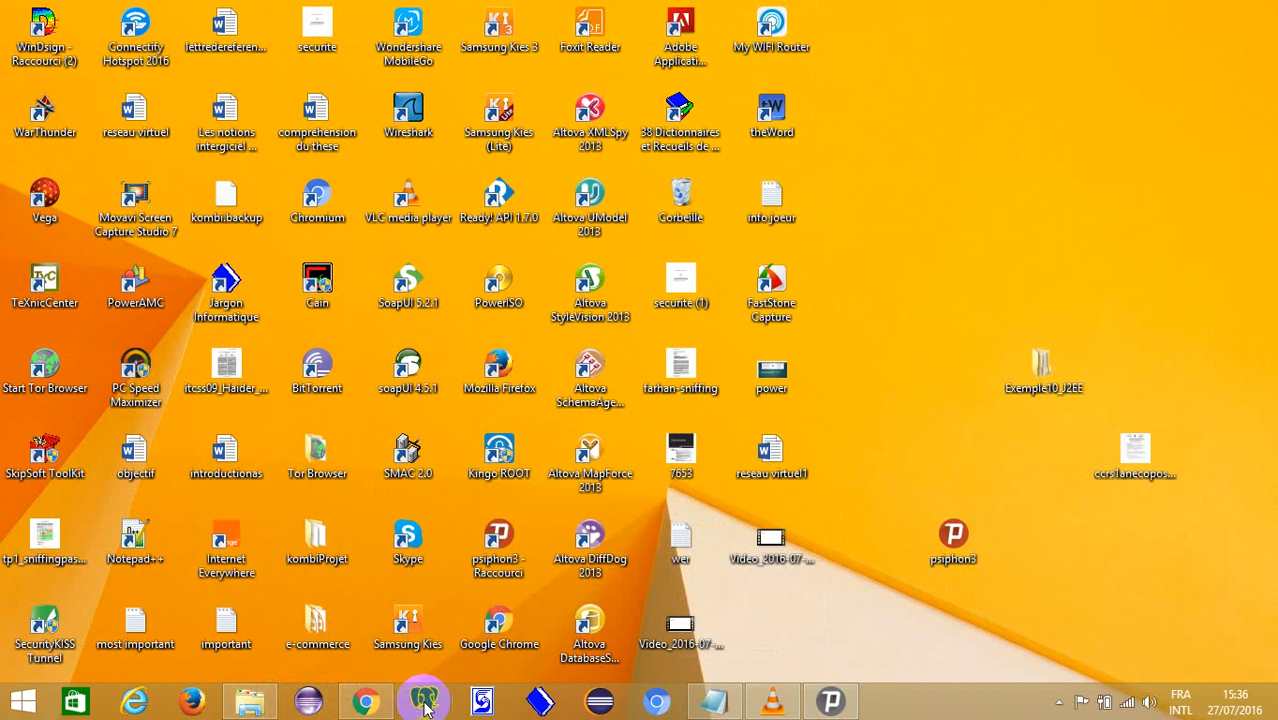 WinDsign -
Raccourci (2)
Connectify
Hotspot 2016
lettredereferen...
securite
Wondershare
MobileGo
Samsung Kies 3
Foxit Reader
Adobe
Applicati...
My WIFI Router
WarThunder
reseau virtuel
Les notions
intergiciel ...
comprehension
du these
Wireshark
Samsung Kies
(Lite)
Altova XMLSpy
2013
38 Dictionnaires
et Recueils de ...
theWord
Vega
Movavi Screen
Capture Studio 7
kombi.backup
Chromium
VLC media player
Ready! API 1.7.0
Altova UModel
2013
Corbeille
info joeur
TeXnicCenter
PowerAMC
Jargon
Informatique
Cain
SoapUI 5.2.1
PowerISO
Altova
StyleVision 2013
securite (1)
FastStone
Capture
Start Tor Browser
PC Speed
Maximizer
itcss09_Haider_...
BitTorrent
soapUI 4.5.1
Mozilla Firefox
Altova
SchemaAge...
farhan-sniffing
power
Exemple10_J2EE
SkipSoft ToolKit
objectif
introductionas
Tor Browser
SMAC 2.0
Kingo ROOT
Altova MapForce
2013
7653
reseau virtuel1
ccrs1anecopos...
tp1_sniffingpas...
Notepad++
Internet
Everywhere
kombiProjet
Skype
psiphon3 -
Raccourci
Altova DiffDog
2013
wer
Video_2016-07-...
psiphon3
SecurityKISS
Tunnel
most important
important
e-commerce
Samsung Kies
Google Chrome
Altova
DatabaseS...
Video_2016-07-...
FRA
INTL
15:36
27/07/2016